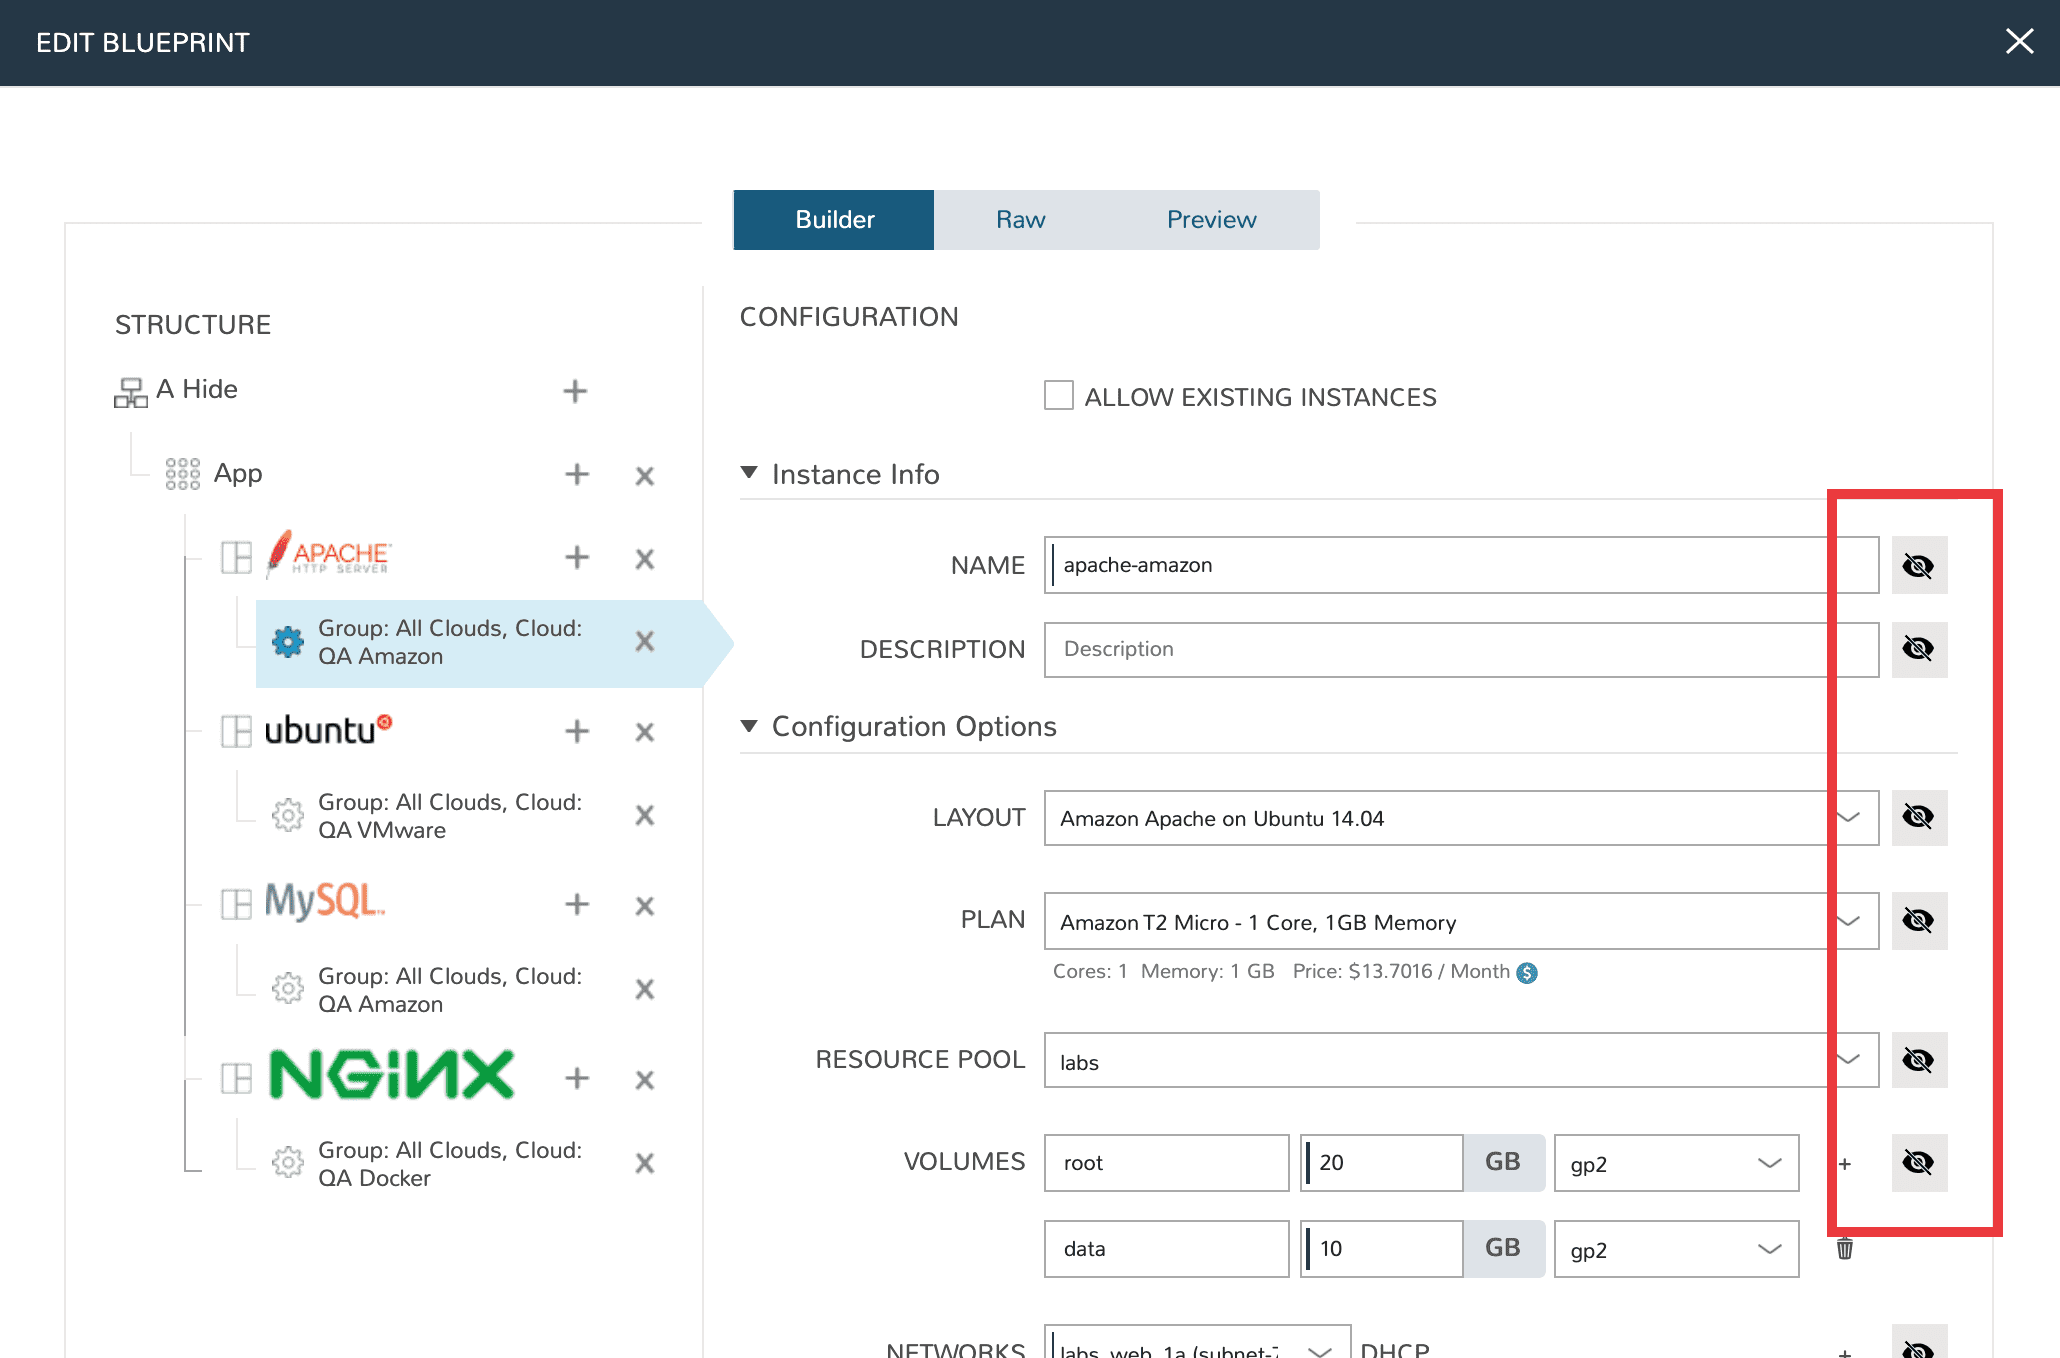 EDIT BLUEPRINT
Builder
Raw
Preview
STRUCTURE
A Hide
App
APACHE
HTTP SERVER
Group: All Clouds, Cloud:
QA Amazon
ubuntu
Group: All Clouds, Cloud:
QA VMware
MySQL
Group: All Clouds, Cloud:
QA Amazon
NGiNX
Group: All Clouds, Cloud:
QA Docker
CONFIGURATION
ALLOW EXISTING INSTANCES
Instance Info
NAME apache-amazon
DESCRIPTION Description
Configuration Options
LAYOUT Amazon Apache on Ubuntu 14.04
PLAN Amazon T2 Micro - 1 Core, 1GB Memory
Cores: 1 Memory: 1 GB Price: $13.7016 / Month $
RESOURCE POOL labs
VOLUMES root 20 GB gp2
data 10 GB gp2
NETWORKS labs web 1a (subnet-7 DHCP